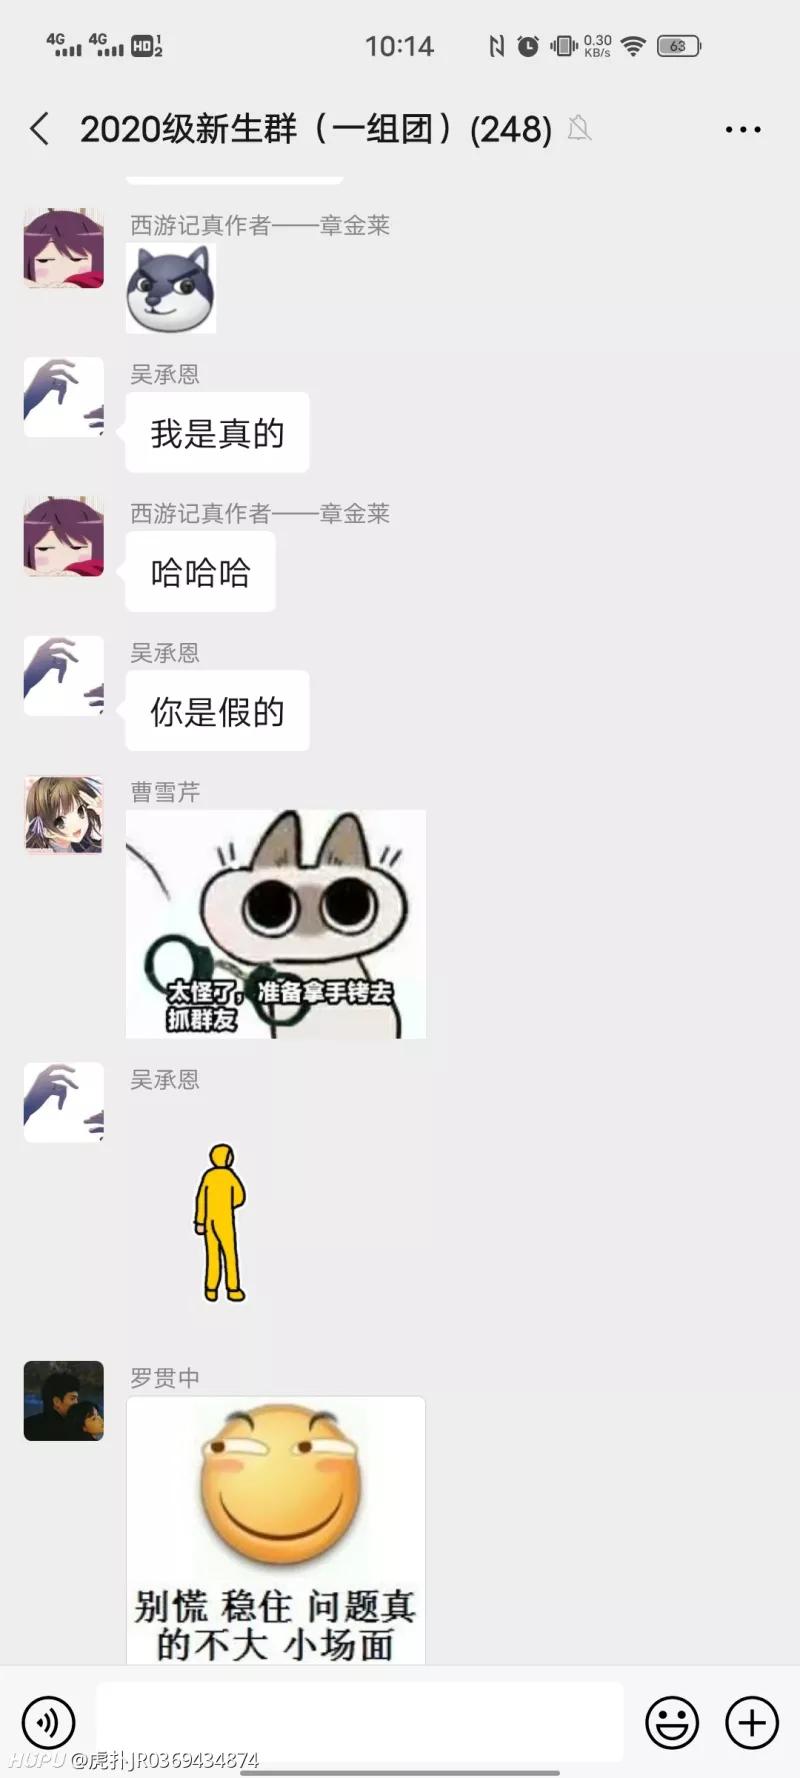 4G 4G HD 1 2 10:14 0.30 KB/s 63
2020级新生群（一组团）(248)
西游记真作者——章金莱
吴承恩
我是真的
西游记真作者——章金莱
哈哈哈
吴承恩
你是假的
曹雪芹
太怪了，准备拿手铐去
抓群友
吴承恩
罗贯中
别慌 稳住 问题真
的不大 小场面
HUPU @虎扑JR0369434874